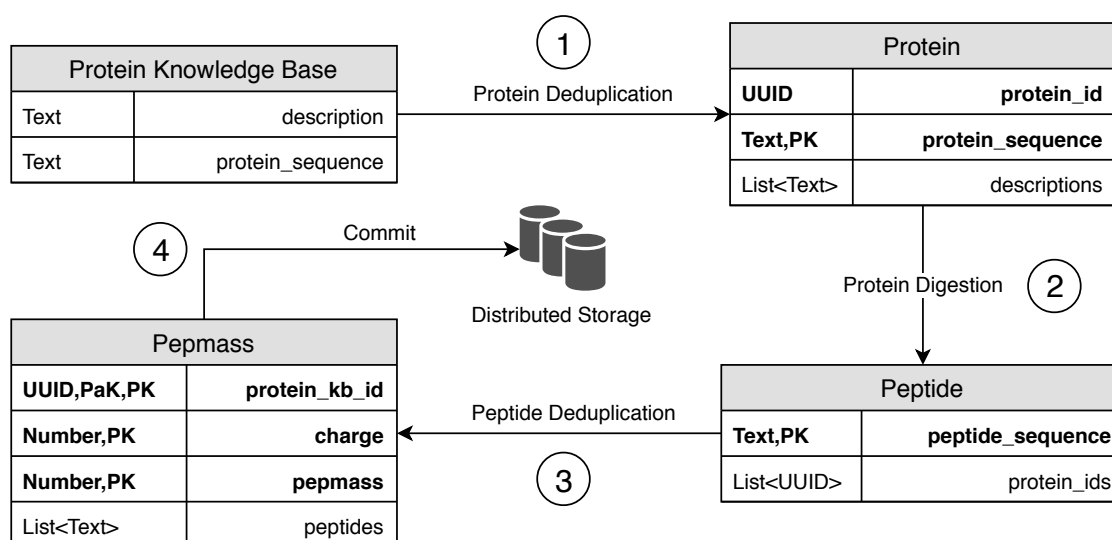 1
Protein Knowledge Base
Text description
Text protein_sequence
Protein Deduplication
Protein
UUID protein_id
Text,PK protein_sequence
List<Text> descriptions
4
Commit
Distributed Storage
Protein Digestion
2
Pepmass
UUID,PaK,PK protein_kb_id
Number,PK charge
Number,PK pepmass
List<Text> peptides
Peptide Deduplication
3
Peptide
Text,PK peptide_sequence
List<UUID> protein_ids